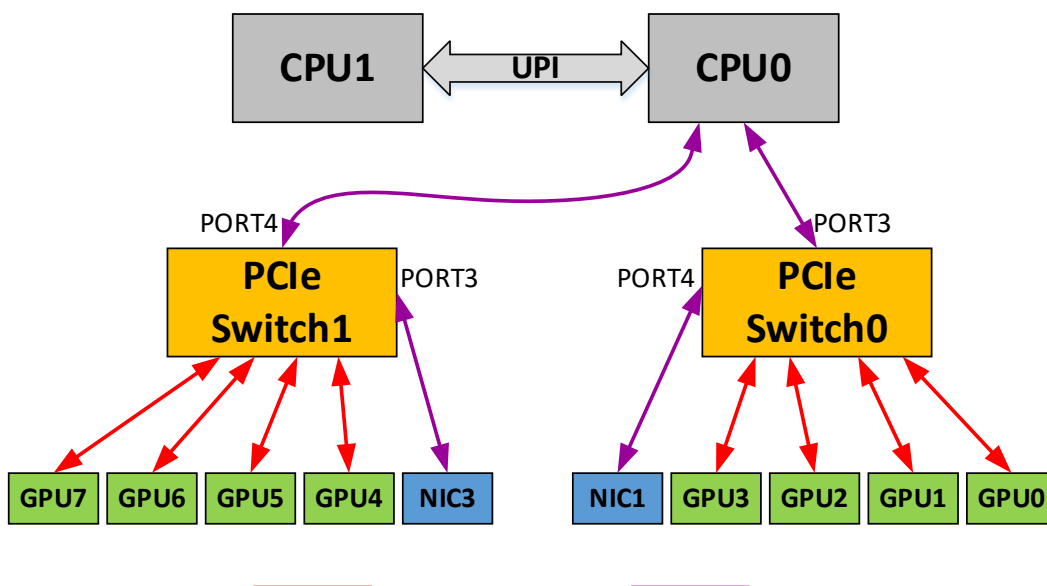 CPU1
UPI
CPU0
PORT4
PORT3
PCIe
Switch1
PORT3
PORT4
PCIe
Switch0
GPU7
GPU6
GPU5
GPU4
NIC3
NIC1
GPU3
GPU2
GPU1
GPU0